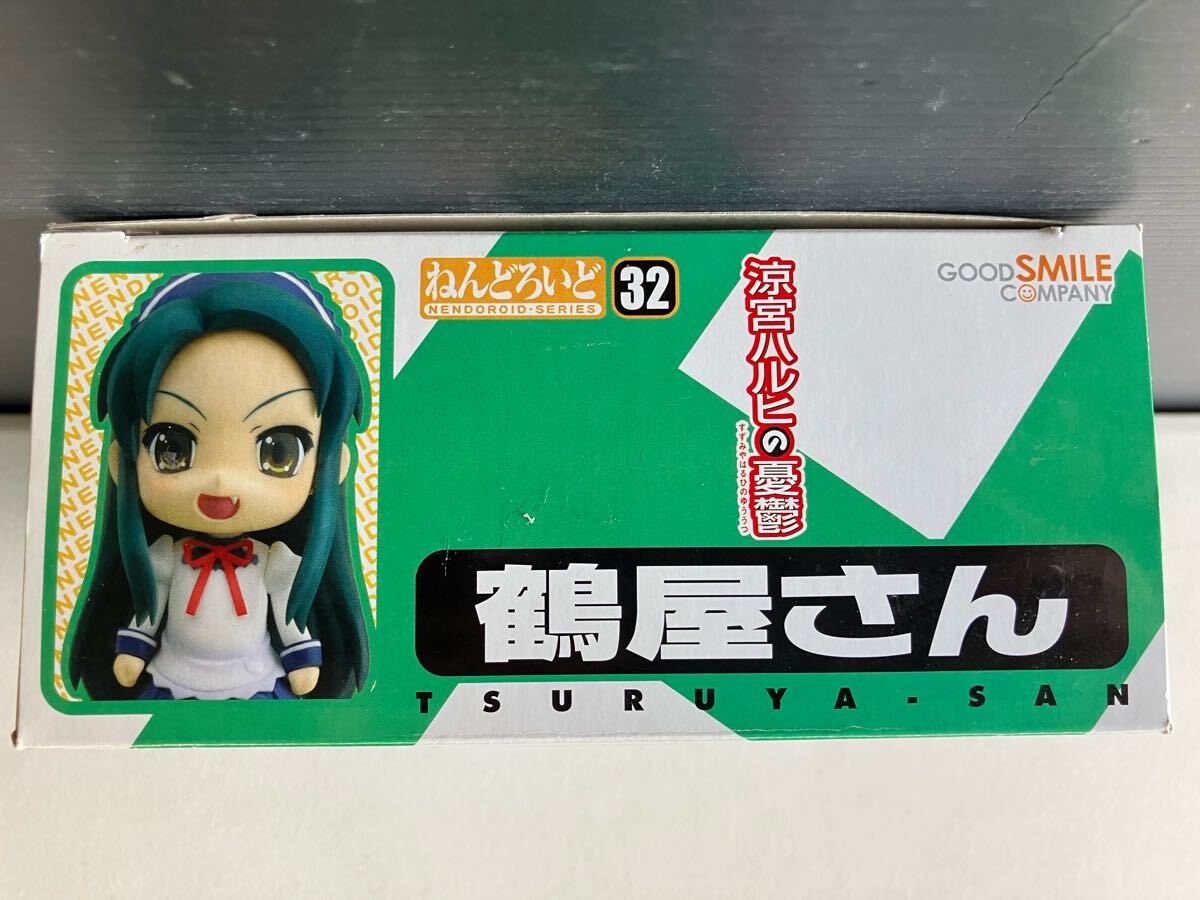 ねんどろいど
NENDOROID-SERIES
32
涼宮ハルヒの憂鬱
すずみやはるひのゆううつ
GOOD SMILE
COMPANY
鶴屋さん
TSURUYA-SAN
NENDOROID